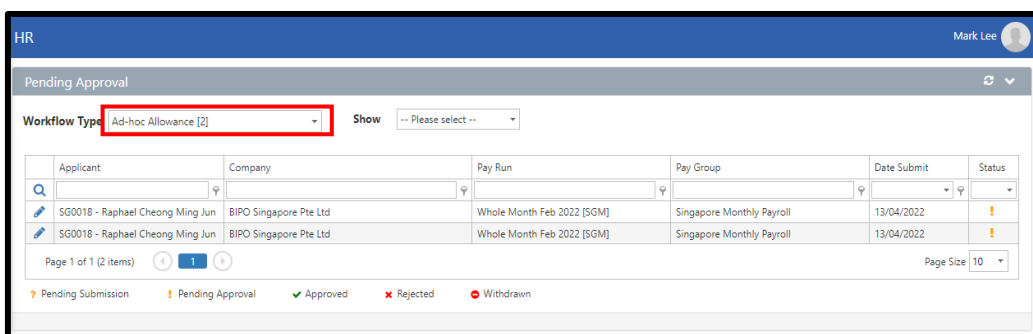 HR Mark Lee
Pending Approval
Workflow Type Ad-hoc Allowance [2] Show -- Please select --
Applicant Company Pay Run Pay Group Date Submit Status
SG0018 - Raphael Cheong Ming Jun BIPO Singapore Pte Ltd Whole Month Feb 2022 [SGM] Singapore Monthly Payroll 13/04/2022 !
SG0018 - Raphael Cheong Ming Jun BIPO Singapore Pte Ltd Whole Month Feb 2022 [SGM] Singapore Monthly Payroll 13/04/2022 !
Page 1 of 1 (2 items) 1 Page Size 10
? Pending Submission ! Pending Approval Approved Rejected Withdrawn